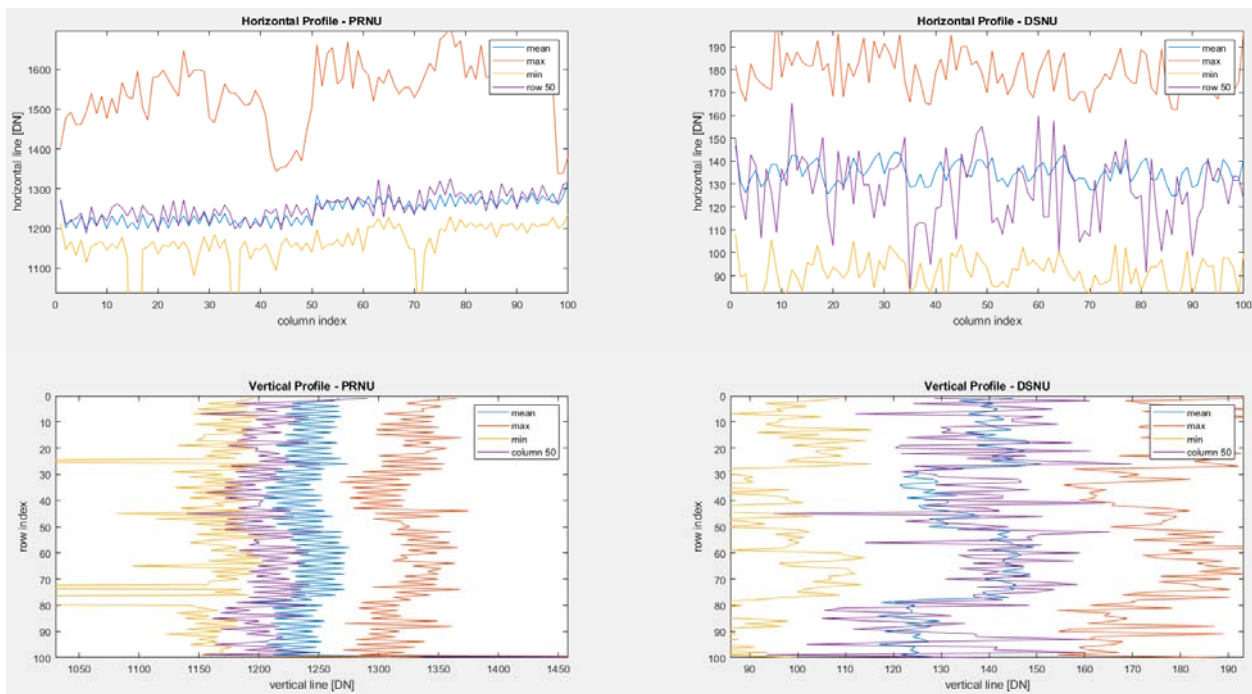 Horizontal Profile - PRNU
horizontal line [DN]
1600
1500
1400
1300
1200
1100
mean
max
min
row 50
0 10 20 30 40 50 60 70 80 90 100
column index
Horizontal Profile - DSNU
horizontal line [DN]
190
180
170
160
150
140
130
120
110
100
90
mean
max
min
row 50
0 10 20 30 40 50 60 70 80 90 100
column index
Vertical Profile - PRNU
row index
0
10
20
30
40
50
60
70
80
90
100
mean
max
min
column 50
1050 1100 1150 1200 1250 1300 1350 1400 1450
vertical line [DN]
Vertical Profile - DSNU
row index
0
10
20
30
40
50
60
70
80
90
100
mean
max
min
column 50
90 100 110 120 130 140 150 160 170 180 190
vertical line [DN]